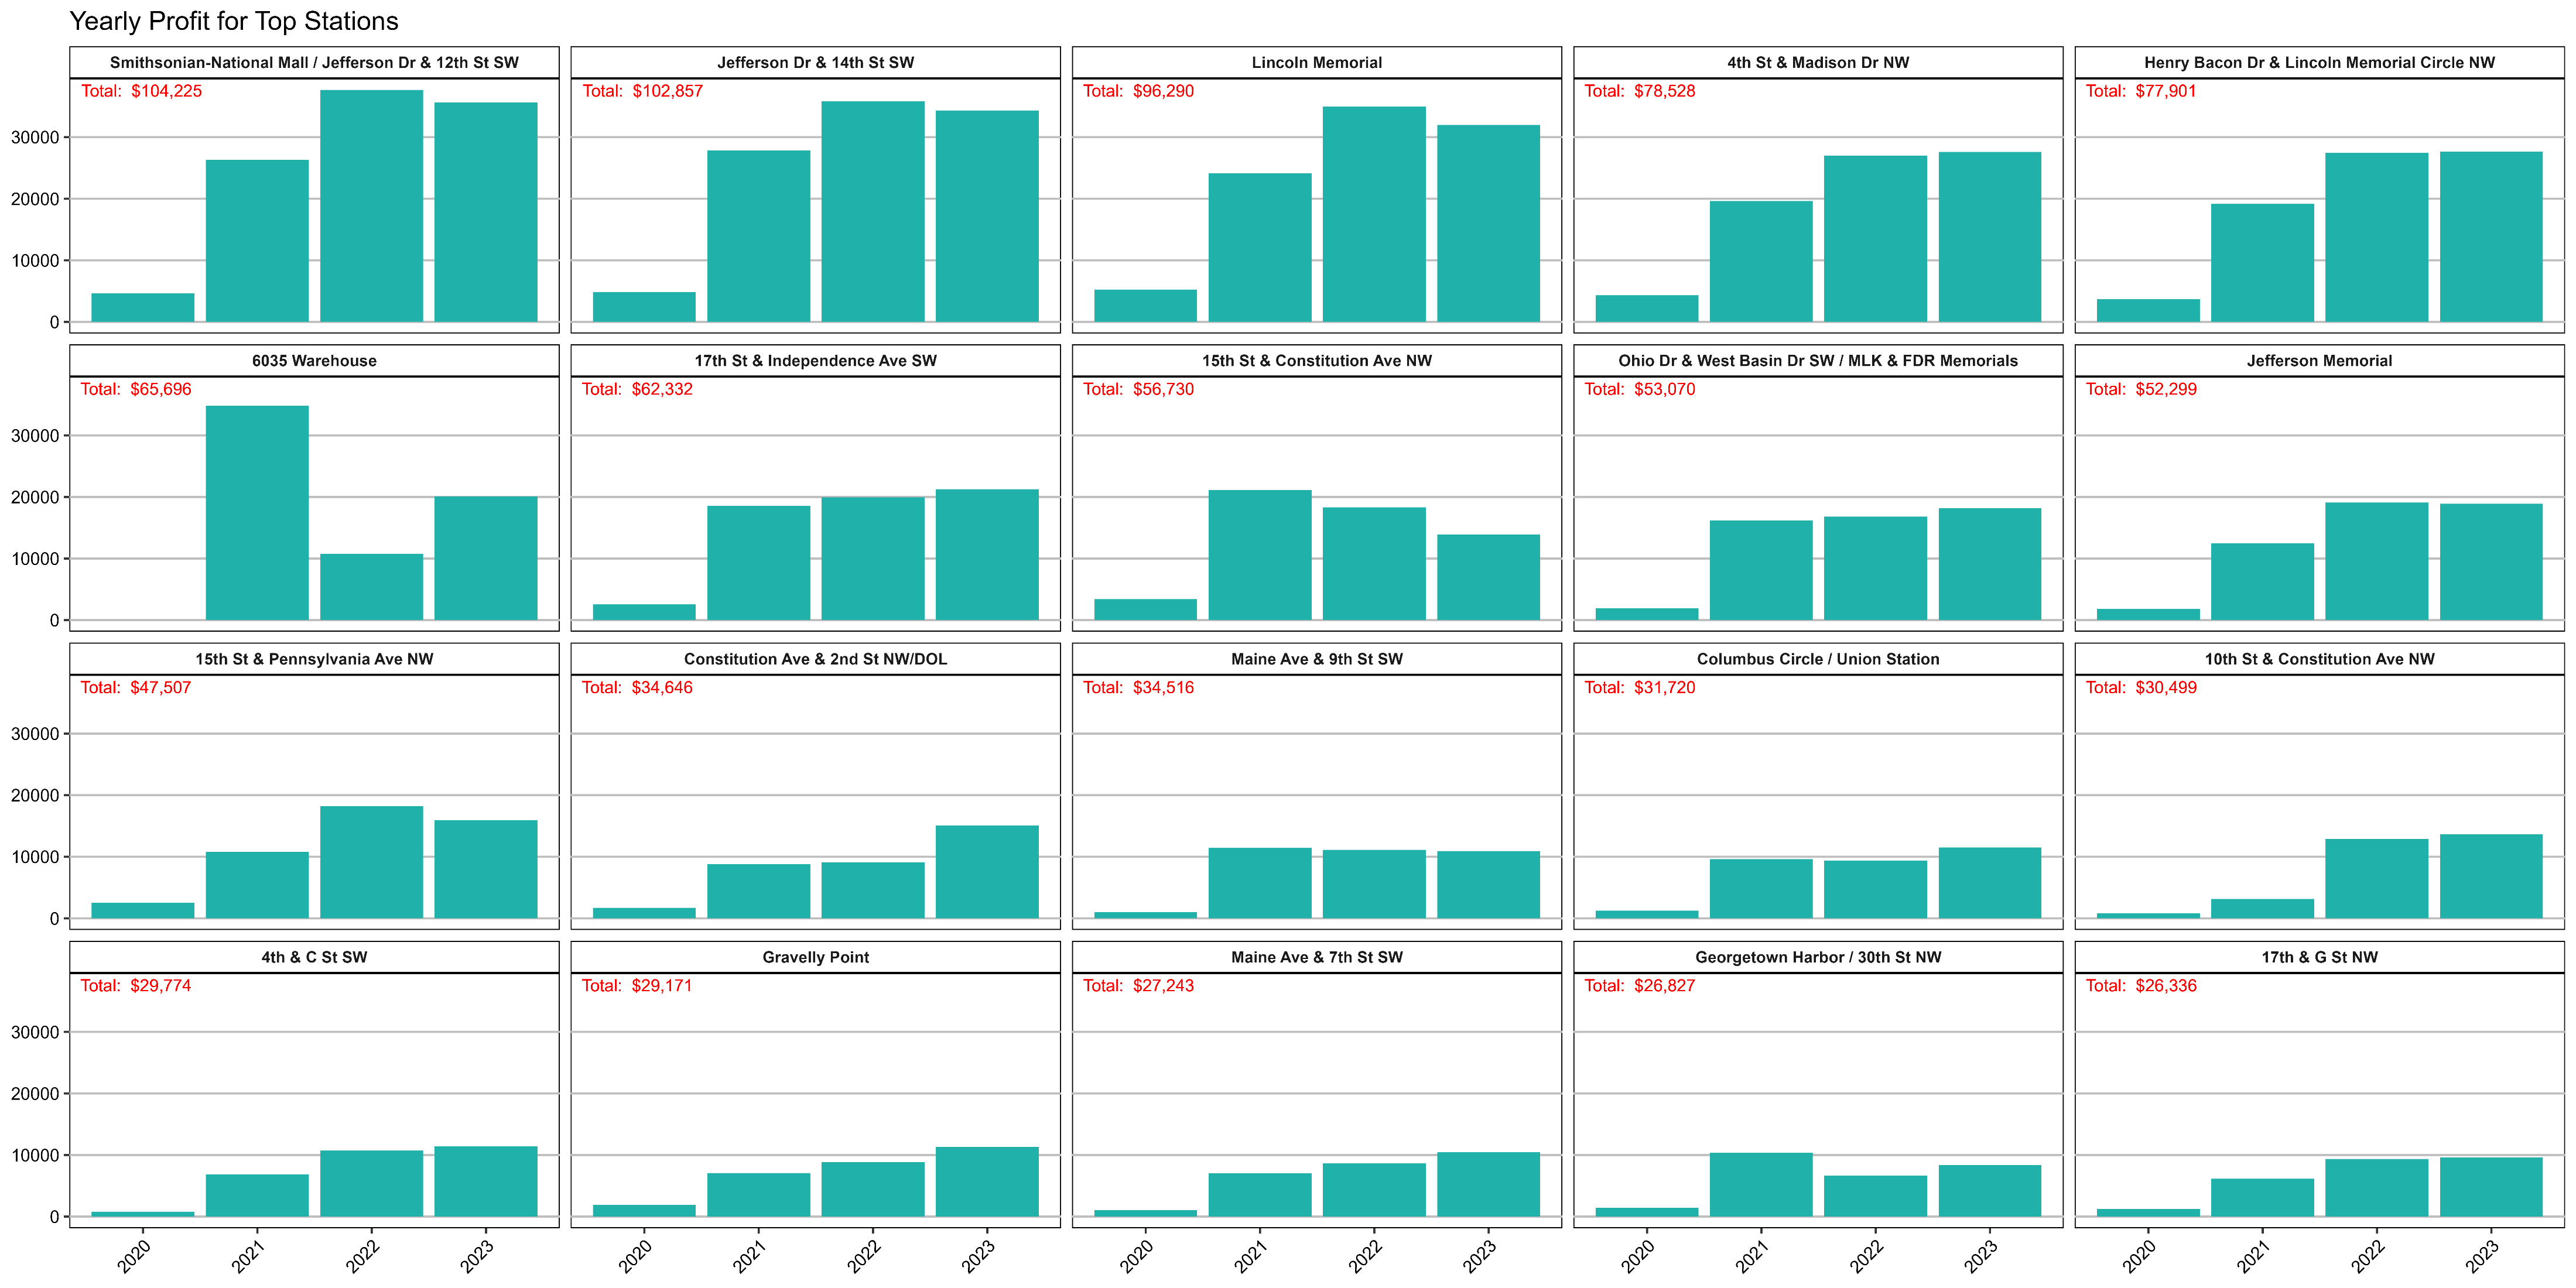 Yearly Profit for Top Stations
Smithsonian-National Mall / Jefferson Dr & 12th St SW
Jefferson Dr & 14th St SW
Lincoln Memorial
4th St & Madison Dr NW
Henry Bacon Dr & Lincoln Memorial Circle NW
Total: $104,225
Total: $102,857
Total: $96,290
Total: $78,528
Total: $77,901
30000
20000
10000
0
6035 Warehouse
17th St & Independence Ave SW
15th St & Constitution Ave NW
Ohio Dr & West Basin Dr SW / MLK & FDR Memorials
Jefferson Memorial
Total: $65,696
Total: $62,332
Total: $56,730
Total: $53,070
Total: $52,299
30000
20000
10000
0
15th St & Pennsylvania Ave NW
Constitution Ave & 2nd St NW/DOL
Maine Ave & 9th St SW
Columbus Circle / Union Station
10th St & Constitution Ave NW
Total: $47,507
Total: $34,646
Total: $34,516
Total: $31,720
Total: $30,499
30000
20000
10000
0
4th & C St SW
Gravelly Point
Maine Ave & 7th St SW
Georgetown Harbor / 30th St NW
17th & G St NW
Total: $29,774
Total: $29,171
Total: $27,243
Total: $26,827
Total: $26,336
30000
20000
10000
0
2020 2021 2022 2023
2020 2021 2022 2023
2020 2021 2022 2023
2020 2021 2022 2023
2020 2021 2022 2023